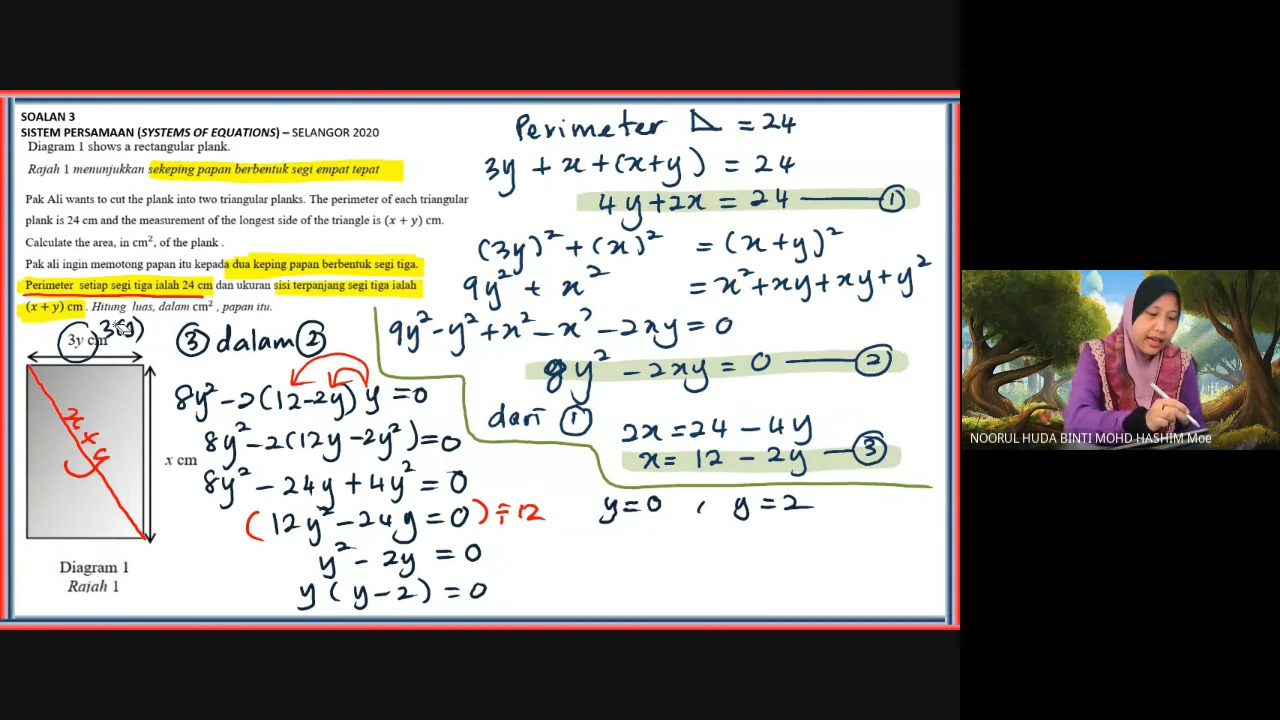 SOALAN 3
SISTEM PERSAMAAN (SYSTEMS OF EQUATIONS) – SELANGOR 2020
Diagram 1 shows a rectangular plank.
Rajah 1 menunjukkan sekeping papan berbentuk segi empat tepat
Pak Ali wants to cut the plank into two triangular planks. The perimeter of each triangular
plank is 24 cm and the measurement of the longest side of the triangle is (x + y) cm.
Calculate the area, in cm², of the plank .
Pak ali ingin memotong papan itu kepada dua keping papan berbentuk segi tiga.
Perimeter setiap segi tiga ialah 24 cm dan ukuran sisi terpanjang segi tiga ialah
(x + y) cm . Hitung luas, dalam cm² , papan itu.
3y cm
x cm
x + y
Diagram 1
Rajah 1
Perimeter ◺ = 24
3y + x + (x+y) = 24
4y + 2x = 24 — ①
(3y)² + (x)² = (x+y)²
9y² + x² = x² + xy + xy + y²
9y² - y² + x² - x² - 2xy = 0
8y² - 2xy = 0 — ②
dari ① 2x = 24 - 4y
x = 12 - 2y — ③
③ dalam ②
8y² - 2(12-2y)y = 0
8y² - 2(12y - 2y²) = 0
8y² - 24y + 4y² = 0
(12y² - 24y = 0) ÷ 12
y² - 2y = 0
y(y-2) = 0
y=0 , y=2
NOORUL HUDA BINTI MOHD HASHIM Moe